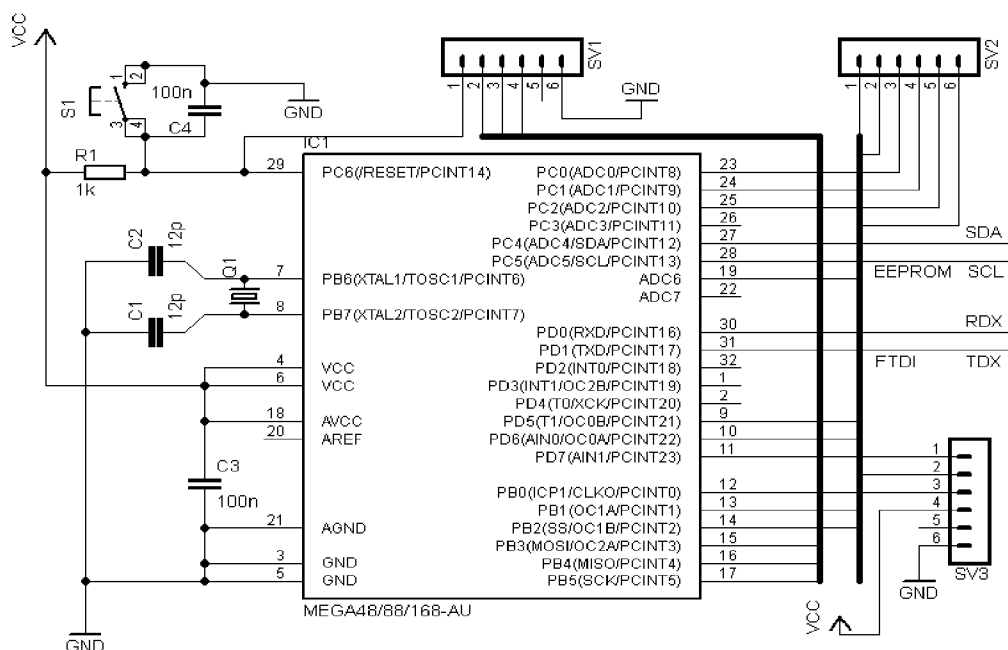 VCC
S1
1
2
3
4
100n
C4
GND
R1
1k
SV1
1
2
3
4
5
6
GND
SV2
1
2
3
4
5
6
IC1
29 PC6(/RESET/PCINT14)
PC0(ADC0/PCINT8) 23
PC1(ADC1/PCINT9) 24
PC2(ADC2/PCINT10) 25
PC3(ADC3/PCINT11) 26
PC4(ADC4/SDA/PCINT12) 27 SDA
PC5(ADC5/SCL/PCINT13) 28
EEPROM SCL
C2
12p
Q1
C1
12p
7 PB6(XTAL1/TOSC1/PCINT6)
ADC6 19
ADC7 22
8 PB7(XTAL2/TOSC2/PCINT7)
PD0(RXD/PCINT16) 30 RDX
PD1(TXD/PCINT17) 31
FTDI TDX
4 VCC
PD2(INT0/PCINT18) 32
6 VCC
PD3(INT1/OC2B/PCINT19) 1
PD4(T0/XCK/PCINT20) 2
18 AVCC
PD5(T1/OC0B/PCINT21) 9
20 AREF
PD6(AIN0/OC0A/PCINT22) 10
PD7(AIN1/PCINT23) 11
C3
100n
PB0(ICP1/CLKO/PCINT0) 12
PB1(OC1A/PCINT1) 13
21 AGND
PB2(SS/OC1B/PCINT2) 14
PB3(MOSI/OC2A/PCINT3) 15
3 GND
PB4(MISO/PCINT4) 16
5 GND
PB5(SCK/PCINT5) 17
MEGA48/88/168-AU
GND
1
2
3
4
5
6
SV3
GND
VCC